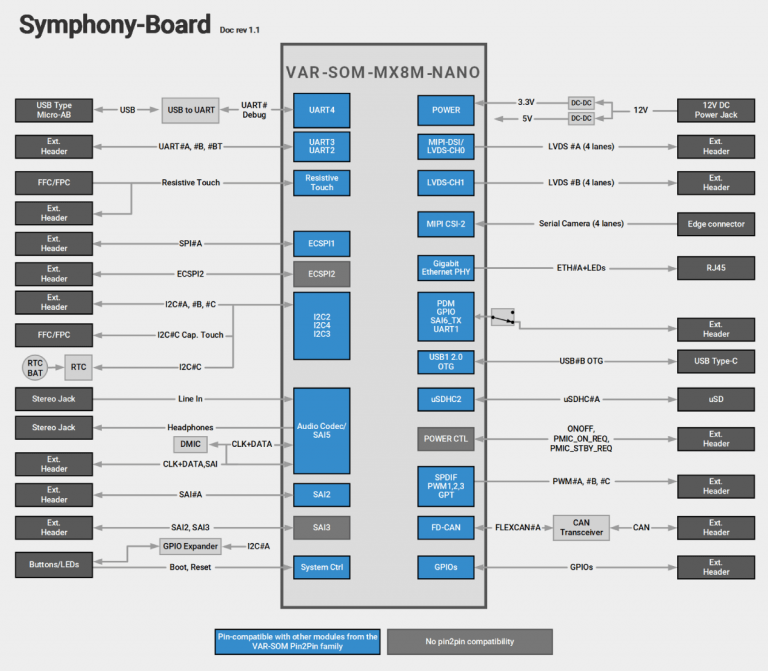 Symphony-Board Doc rev 1.1
VAR-SOM-MX8M-NANO
USB Type
Micro-AB
USB
USB to UART
UART#
Debug
UART4
Ext.
Header
UART#A, #B, #BT
UART3
UART2
FFC/FPC
Resistive Touch
Resistive
Touch
Ext.
Header
Ext.
Header
SPI#A
ECSPI1
Ext.
Header
ECSPI2
ECSPI2
Ext.
Header
I2C#A, #B, #C
I2C2
I2C4
I2C3
FFC/FPC
I2C#C Cap. Touch
RTC
BAT
RTC
I2C#C
Stereo Jack
Line In
Audio Codec/
SAI5
Stereo Jack
Headphones
DMIC
CLK+DATA
Ext.
Header
CLK+DATA,SAI
Ext.
Header
SAI#A
SAI2
Ext.
Header
SAI2, SAI3
SAI3
GPIO Expander
I2C#A
Buttons/LEDs
Boot, Reset
System Ctrl
POWER
3.3V
DC-DC
5V
DC-DC
12V
12V DC
Power Jack
MIPI-DSI/
LVDS-CH0
LVDS #A (4 lanes)
Ext.
Header
LVDS-CH1
LVDS #B (4 lanes)
Ext.
Header
MIPI CSI-2
Serial Camera (4 lanes)
Edge connector
Gigabit
Ethernet PHY
ETH#A+LEDs
RJ45
PDM
GPIO
SAI6_TX
UART1
Ext.
Header
USB1 2.0
OTG
USB#B OTG
USB Type-C
uSDHC2
uSDHC#A
uSD
POWER CTL
ONOFF,
PMIC_ON_REQ,
PMIC_STBY_REQ
Ext.
Header
SPDIF
PWM1,2,3
GPT
PWM#A, #B, #C
Ext.
Header
FD-CAN
FLEXCAN#A
CAN
Transceiver
CAN
Ext.
Header
GPIOs
GPIOs
Ext.
Header
Pin-compatible with other modules from the
VAR-SOM Pin2Pin family
No pin2pin compatibility